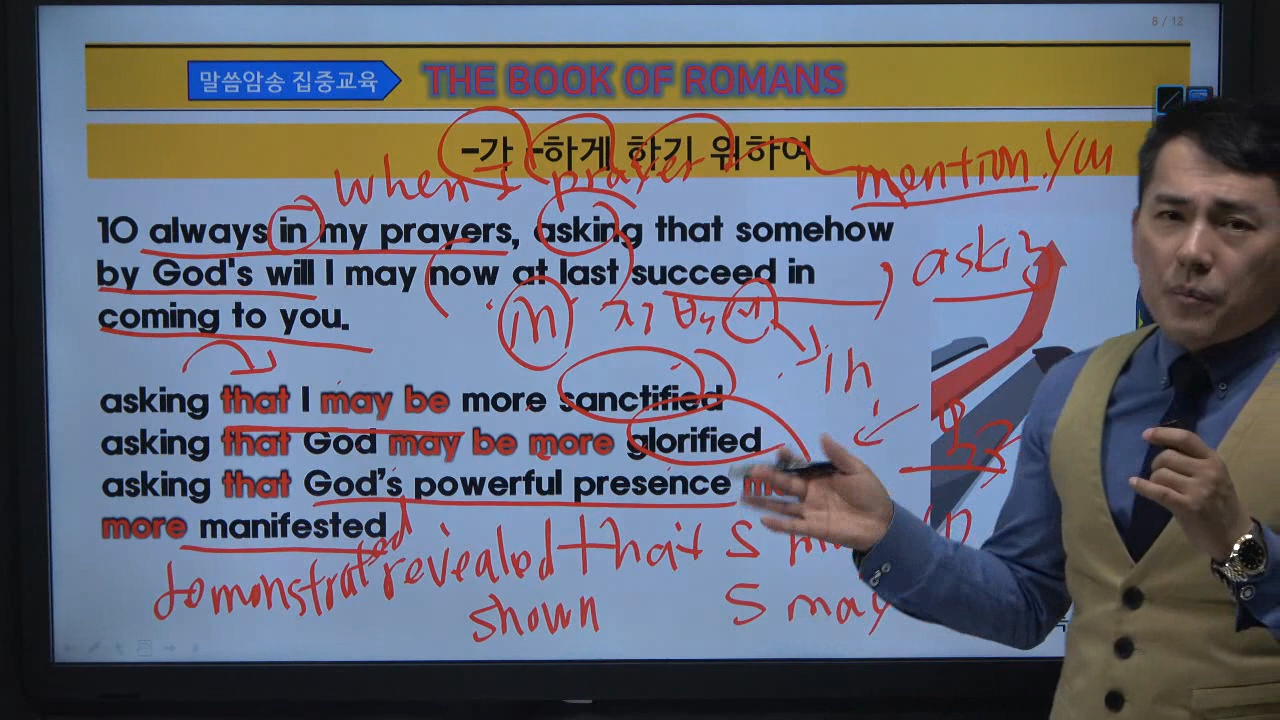 8 / 12
말씀암송 집중교육 THE BOOK OF ROMANS
-가 -하게 하기 위하여
when I prayer mention you
10 always in my prayers, asking that somehow
by God's will I may now at last succeed in
asking
coming to you.
in
in
asking that I may be more sanctified
asking that God may be more glorified
asking that God's powerful presence
more manifested
demonstrated revealed that S
shown S may